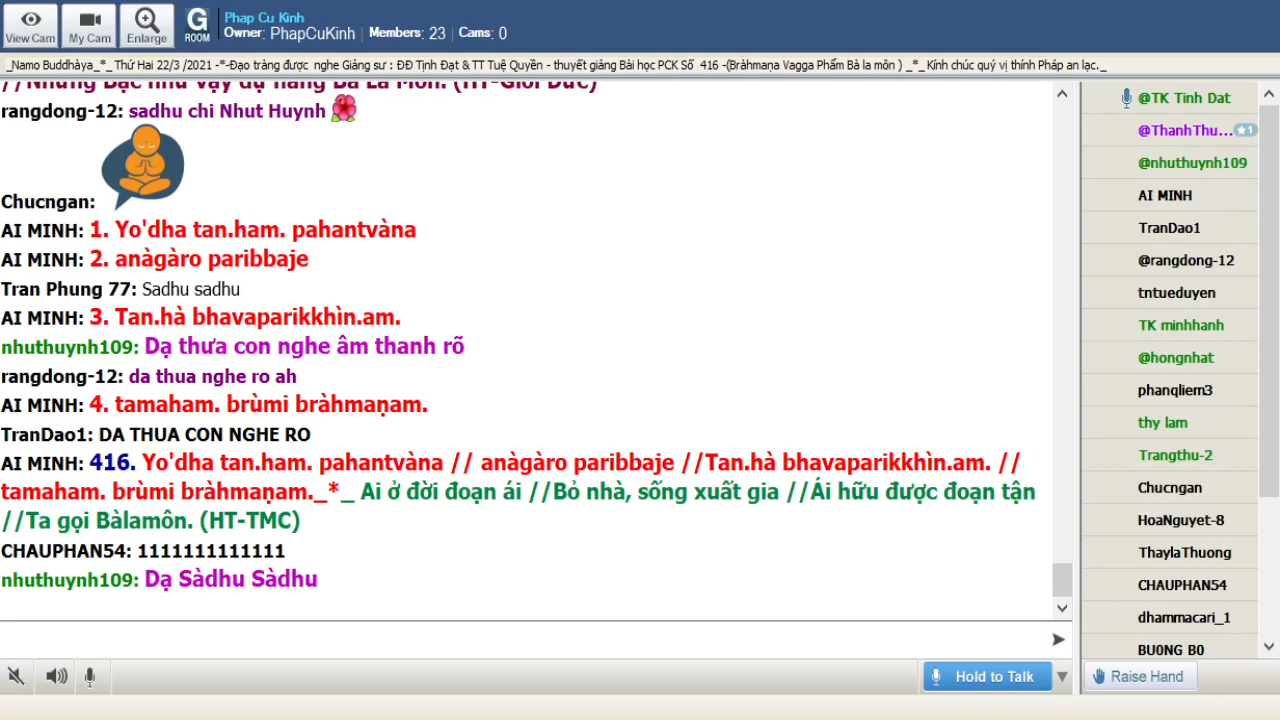 View Cam
My Cam
Enlarge
G
ROOM
Phap Cu Kinh
Owner: PhapCuKinh Members: 23 Cams: 0
_Namo Buddhàya_*_ Thứ Hai 22/3 /2021 -*-Đạo tràng được nghe Giảng sư : ĐĐ Tịnh Đạt & TT Tuệ Quyền - thuyết giảng Bài học PCK Số 416 -(Bràhmaṇa Vagga Phẩm Bà la môn ) _*_ Kính chúc quý vị thính Pháp an lạc._
rangdong-12: sadhu chi Nhut Huynh
Chucngan:
AI MINH: 1. Yo'dha tan.ham. pahantvàna
AI MINH: 2. anàgàro paribbaje
Tran Phung 77: Sadhu sadhu
AI MINH: 3. Tan.hà bhavaparikkhìn.am.
nhuthuynh109: Dạ thưa con nghe âm thanh rõ
rangdong-12: da thua nghe ro ah
AI MINH: 4. tamaham. brùmi bràhmaṇam.
TranDao1: DA THUA CON NGHE RO
AI MINH: 416. Yo'dha tan.ham. pahantvàna // anàgàro paribbaje //Tan.hà bhavaparikkhìn.am. //
tamaham. brùmi bràhmaṇam._*_ Ai ở đời đoạn ái //Bỏ nhà, sống xuất gia //Ái hữu được đoạn tận
//Ta gọi Bàlamôn. (HT-TMC)
CHAUPHAN54: 1111111111111
nhuthuynh109: Dạ Sàdhu Sàdhu
@TK Tinh Dat
@ThanhThu... ★1
@nhuthuynh109
AI MINH
TranDao1
@rangdong-12
tntueduyen
TK minhhanh
@hongnhat
phanqliem3
thy lam
Trangthu-2
Chucngan
HoaNguyet-8
ThaylaThuong
CHAUPHAN54
dhammacari_1
BU0NG B0
Hold to Talk
Raise Hand